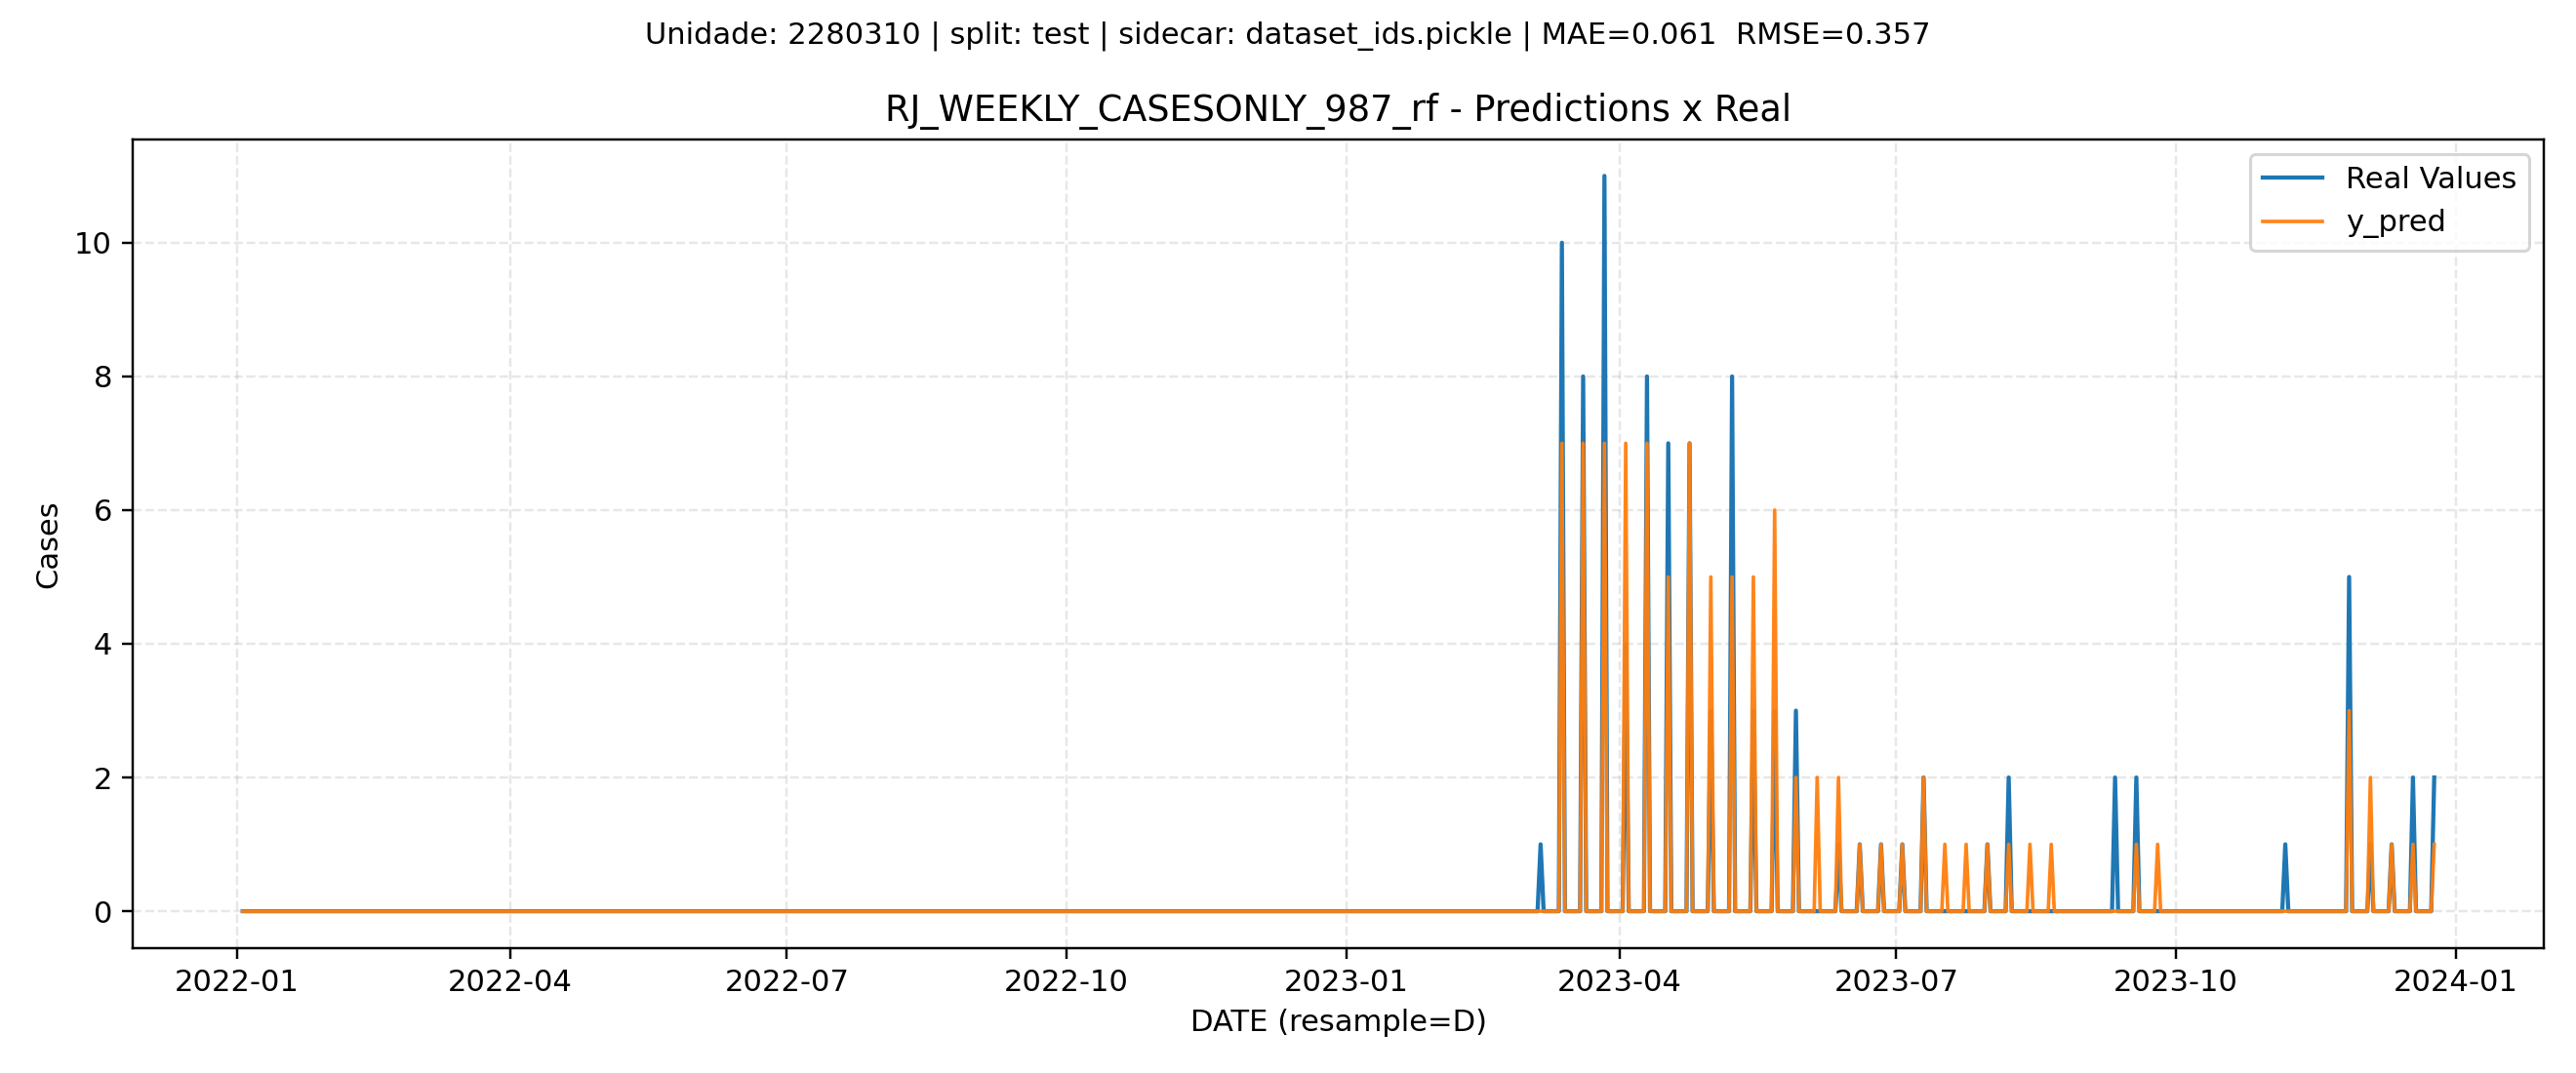 Unidade: 2280310 | split: test | sidecar: dataset_ids.pickle | MAE=0.061  RMSE=0.357
RJ_WEEKLY_CASESONLY_987_rf - Predictions x Real
Real Values
y_pred
10
8
6
4
2
0
Cases
2022-01
2022-04
2022-07
2022-10
2023-01
2023-04
2023-07
2023-10
2024-01
DATE (resample=D)